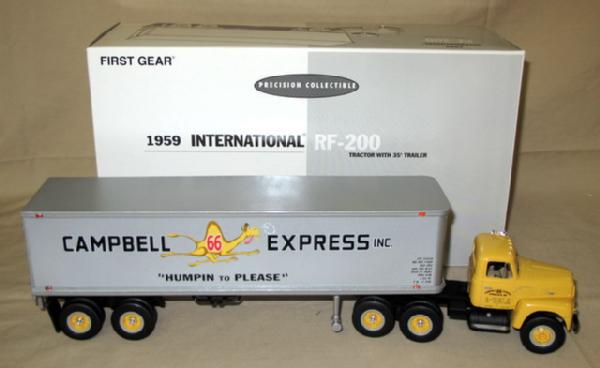 FIRST GEAR®
PRECISION COLLECTIBLE
1959 INTERNATIONAL® RF-200
TRACTOR WITH 35' TRAILER
CAMPBELL 66 EXPRESS INC.
"HUMPIN TO PLEASE"